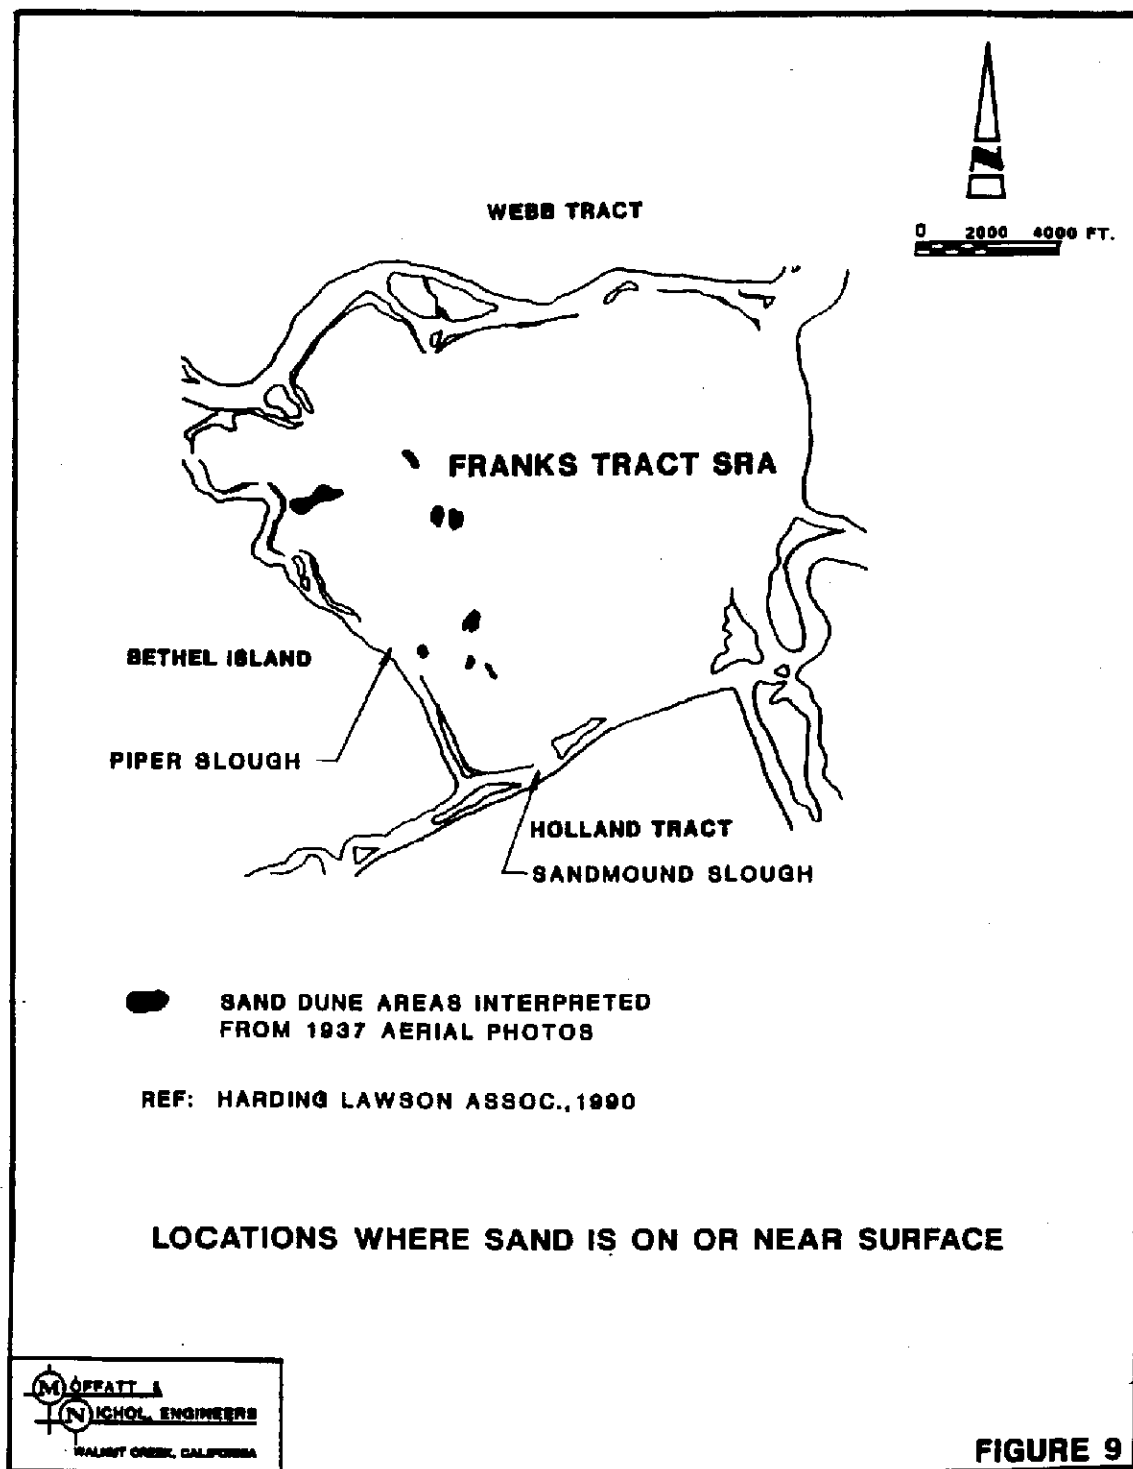 N
0 2000 4000 FT.
WEBB TRACT
FRANKS TRACT SRA
BETHEL ISLAND
PIPER SLOUGH
HOLLAND TRACT
SANDMOUND SLOUGH
SAND DUNE AREAS INTERPRETED
FROM 1937 AERIAL PHOTOS
REF: HARDING LAWSON ASSOC., 1990
LOCATIONS WHERE SAND IS ON OR NEAR SURFACE
MOFFATT &
NICHOL, ENGINEERS
WALNUT CREEK, CALIFORNIA
FIGURE 9